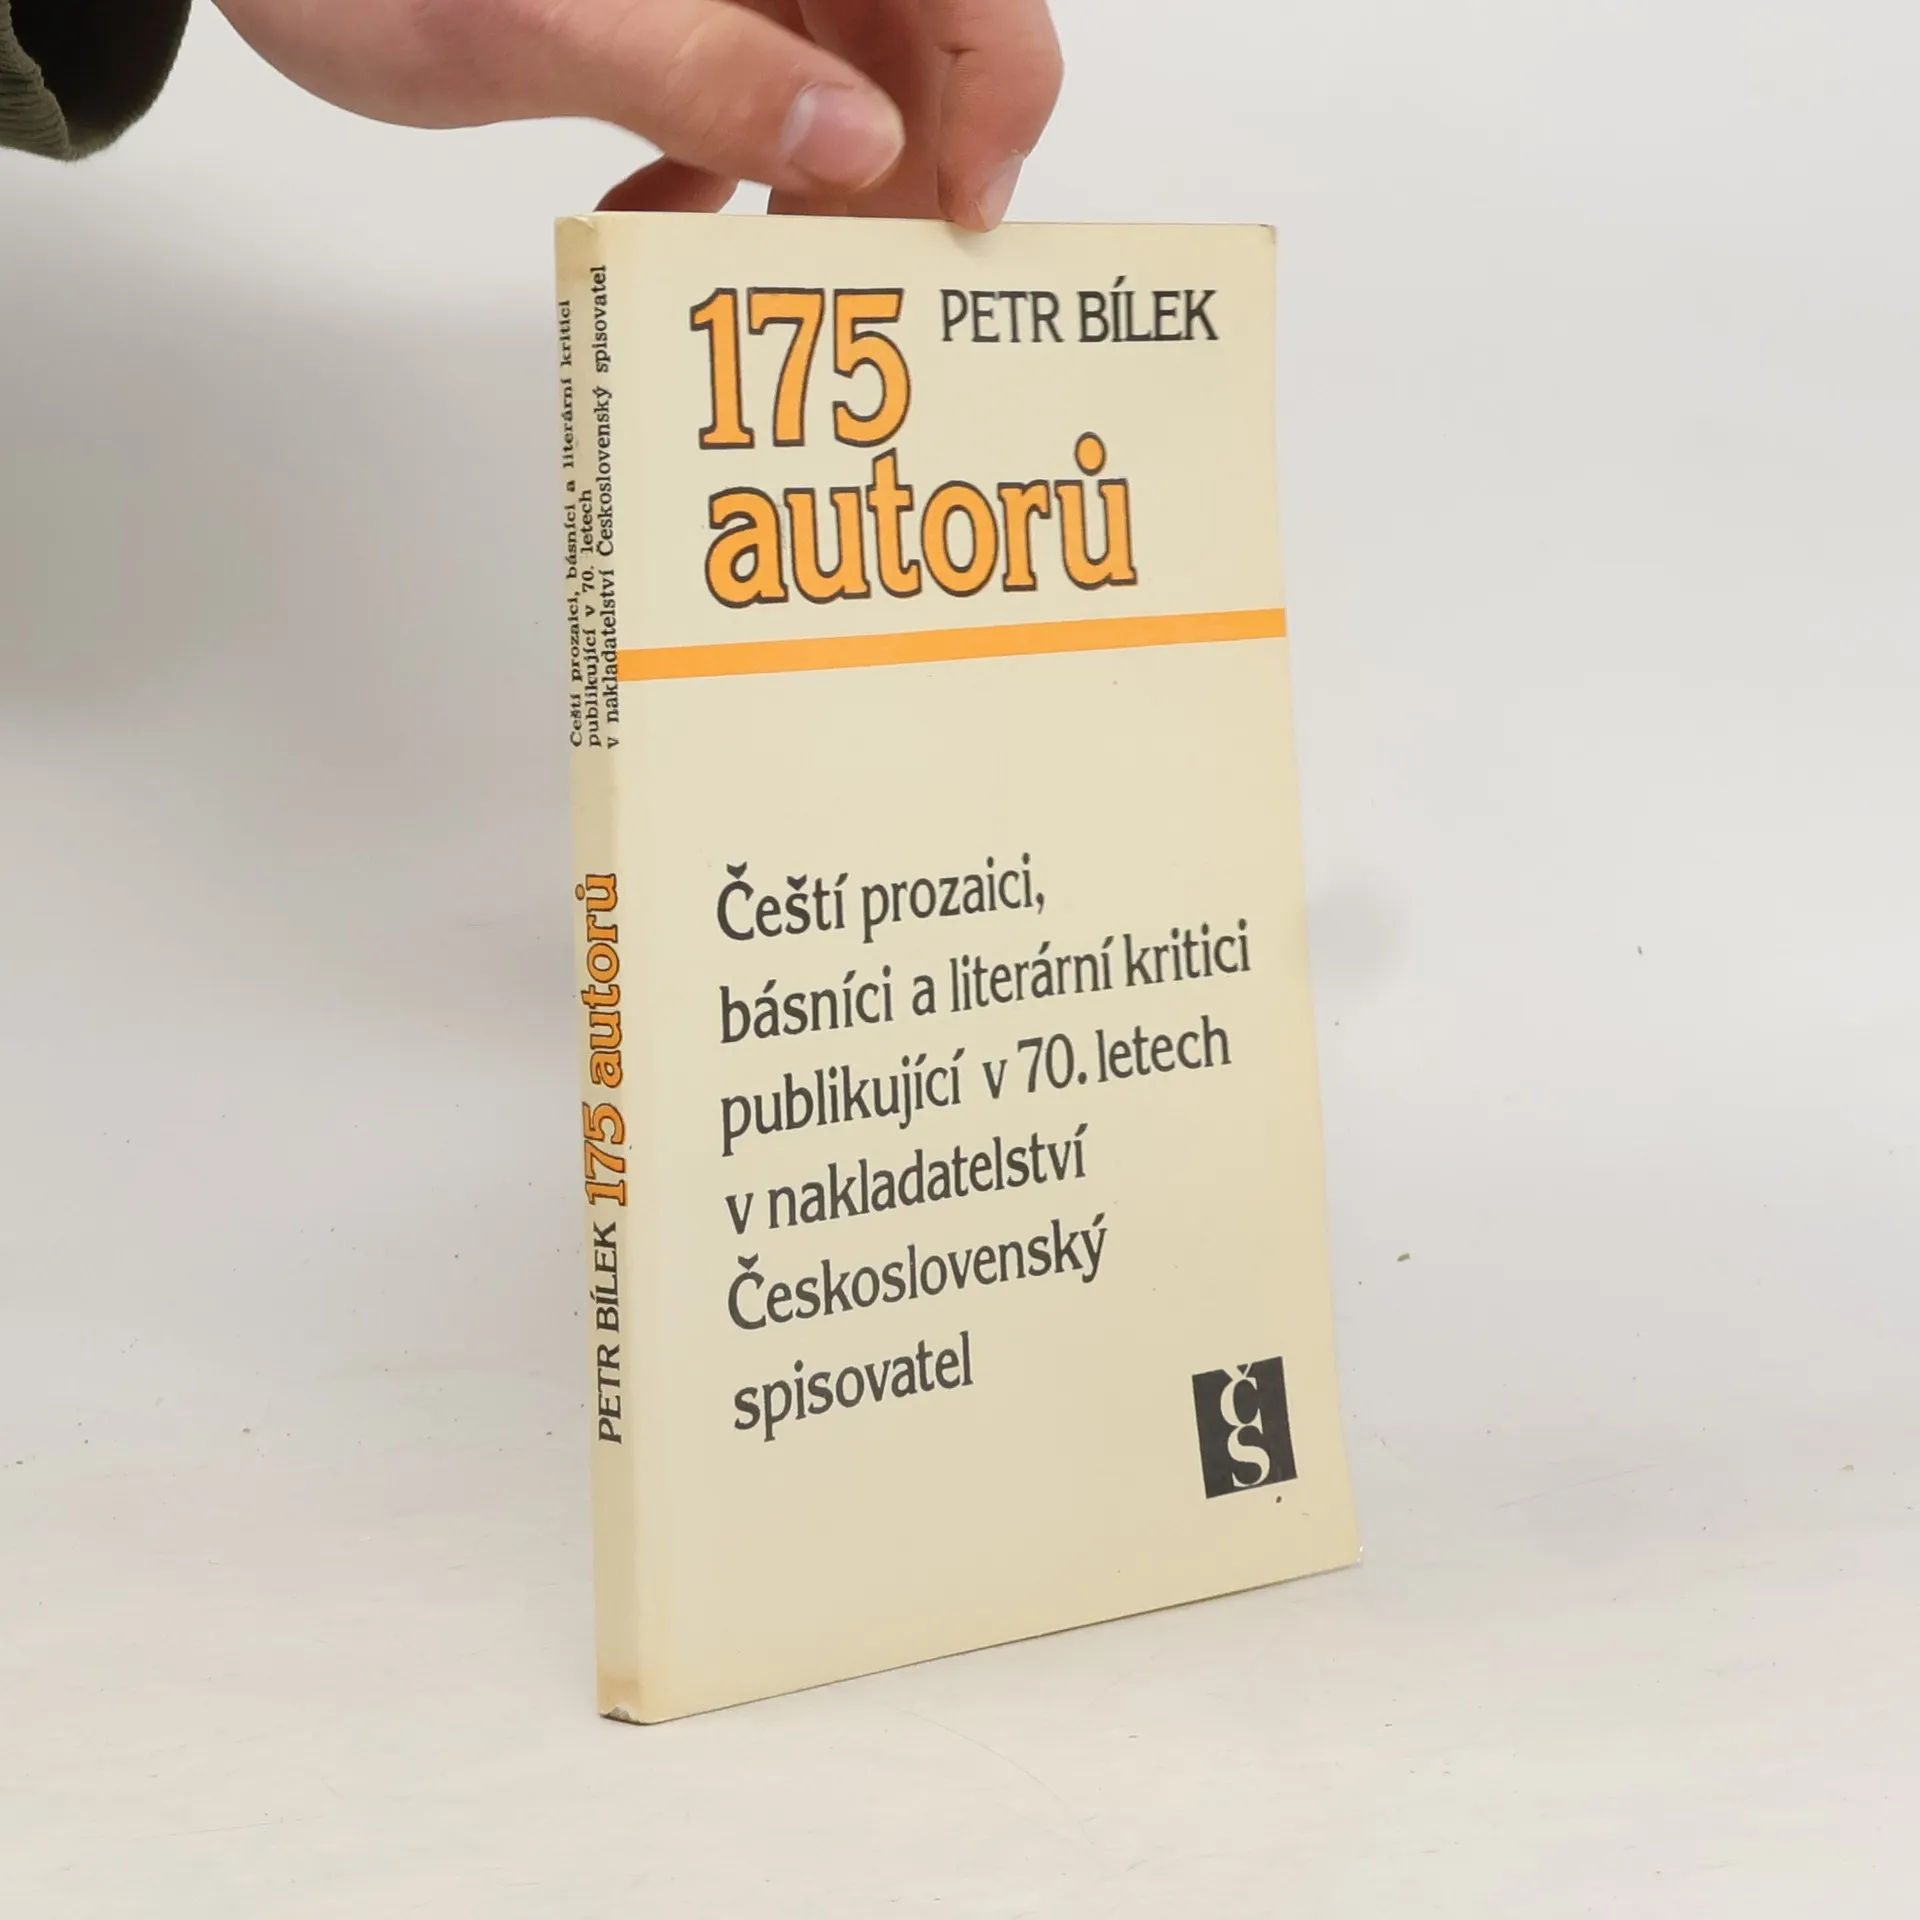 175
PETR BÍLEK
autorů
Čeští prozaici,
básníci a literární kritici
publikující v 70. letech
v nakladatelství
Československý
spisovatel
ČS
PETR BÍLEK 175 autorů
Čeští prozaici, básníci a literární kritici
publikující v 70. letech
v nakladatelství Československý spisovatel